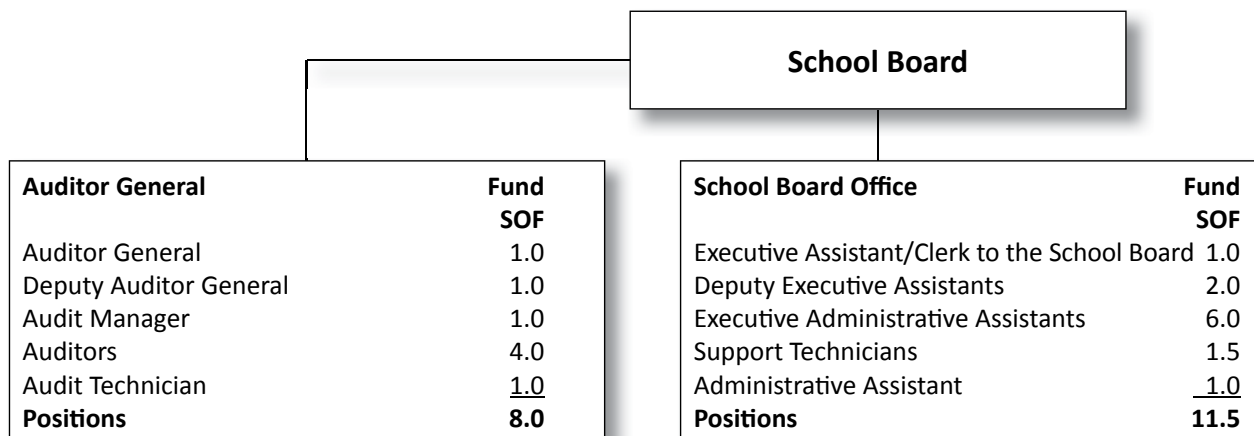 School Board
Auditor General Fund
SOF
Auditor General 1.0
Deputy Auditor General 1.0
Audit Manager 1.0
Auditors 4.0
Audit Technician 1.0
Positions 8.0
School Board Office Fund
SOF
Executive Assistant/Clerk to the School Board 1.0
Deputy Executive Assistants 2.0
Executive Administrative Assistants 6.0
Support Technicians 1.5
Administrative Assistant 1.0
Positions 11.5